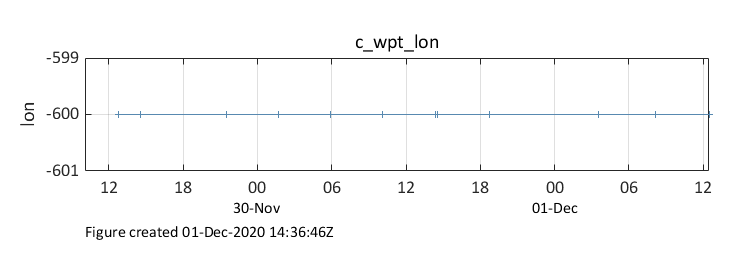 c_wpt_lon
-599
-600
-601
lon
12 18 00 06 12 18 00 06 12
30-Nov 01-Dec
Figure created 01-Dec-2020 14:36:46Z